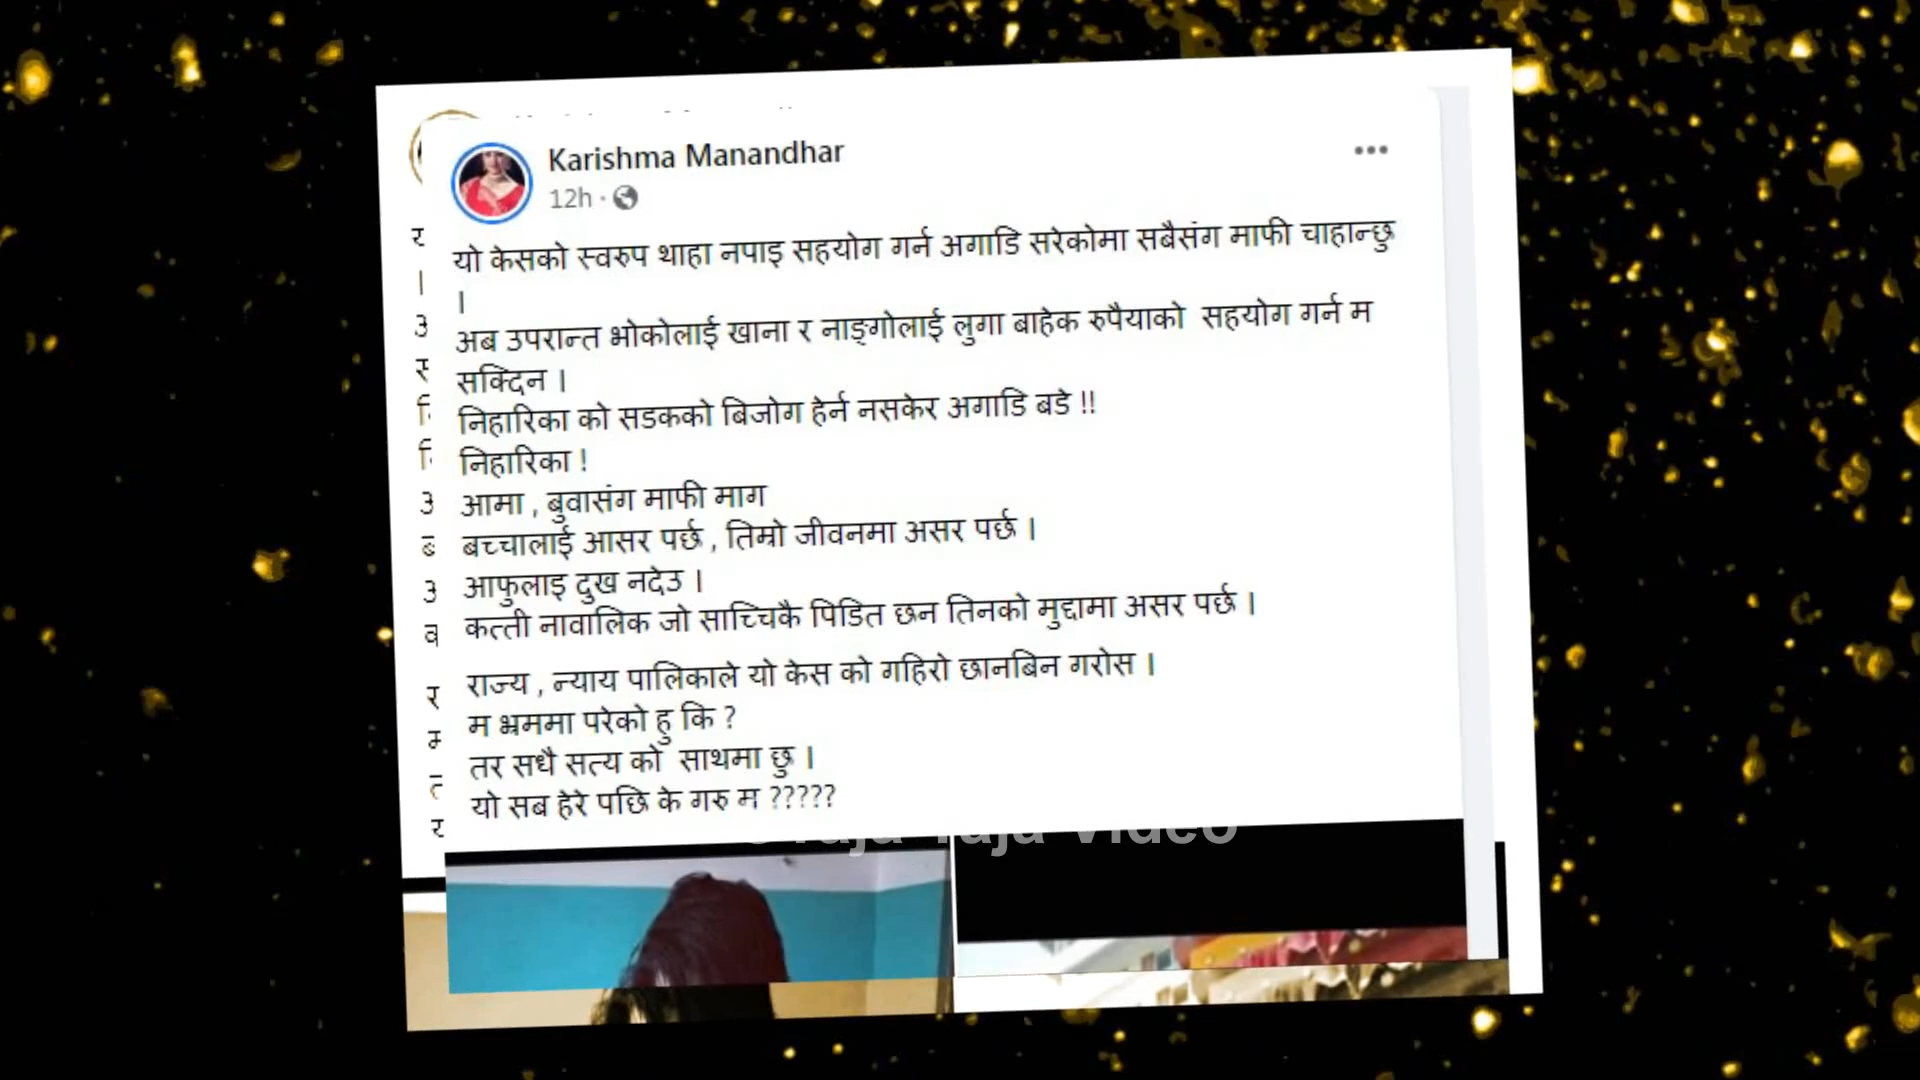 Karishma Manandhar
12h
यो केसको स्वरुप थाहा नपाइ सहयोग गर्न अगाडि सरेकोमा सबैसंग माफी चाहान्छु
।
अब उपरान्त भोकोलाई खाना र नाङ्गोलाई लुगा बाहेक रुपैयाको सहयोग गर्न म
सक्दिन ।
निहारिका को सडकको बिजोग हेर्न नसकेर अगाडि बडे !!
निहारिका !
आमा , बुवासंग माफी माग
बच्चालाई आसर पर्छ , तिम्रो जीवनमा असर पर्छ ।
आफुलाइ दुख नदेउ ।
कत्ती नावालिक जो साच्चिकै पिडित छन तिनको मुद्दामा असर पर्छ ।
राज्य , न्याय पालिकाले यो केस को गहिरो छानबिन गरोस ।
म भ्रममा परेको हु कि ?
तर सधै सत्य को साथमा छु ।
यो सब हेरे पछि के गरु म ?????